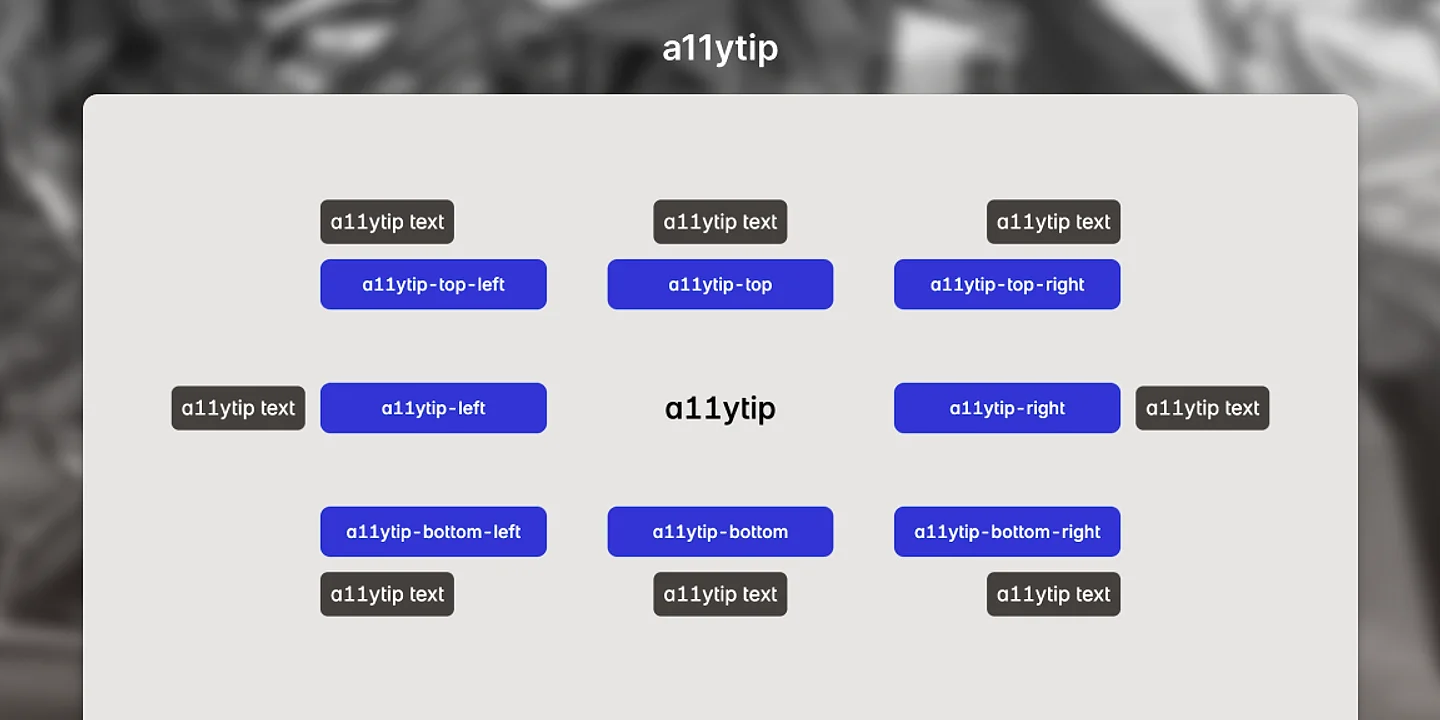 a11ytip
a11ytip text a11ytip text a11ytip text
a11ytip-top-left a11ytip-top a11ytip-top-right
a11ytip text a11ytip-left a11ytip a11ytip-right a11ytip text
a11ytip-bottom-left a11ytip-bottom a11ytip-bottom-right
a11ytip text a11ytip text a11ytip text